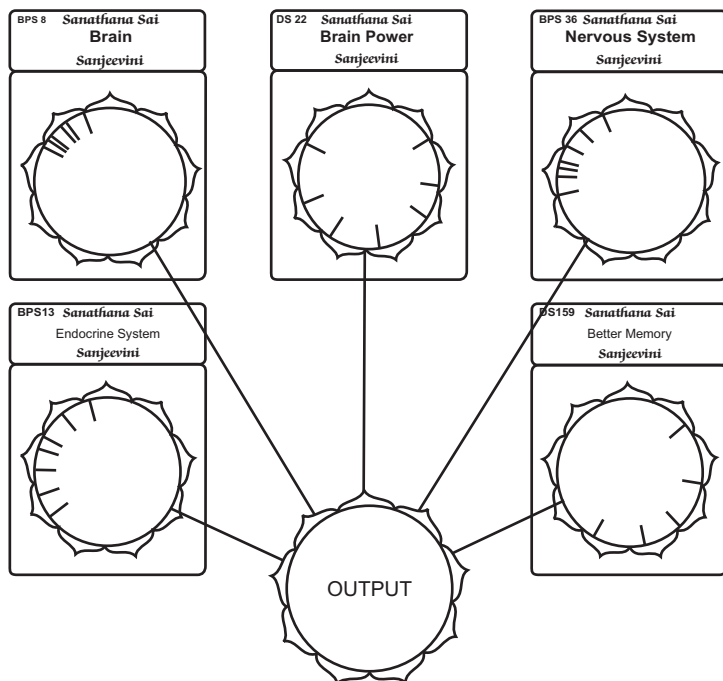 BPS 8 Sanathana Sai
Brain
Sanjeevini
DS 22 Sanathana Sai
Brain Power
Sanjeevini
BPS 36 Sanathana Sai
Nervous System
Sanjeevini
BPS13 Sanathana Sai
Endocrine System
Sanjeevini
DS159 Sanathana Sai
Better Memory
Sanjeevini
OUTPUT